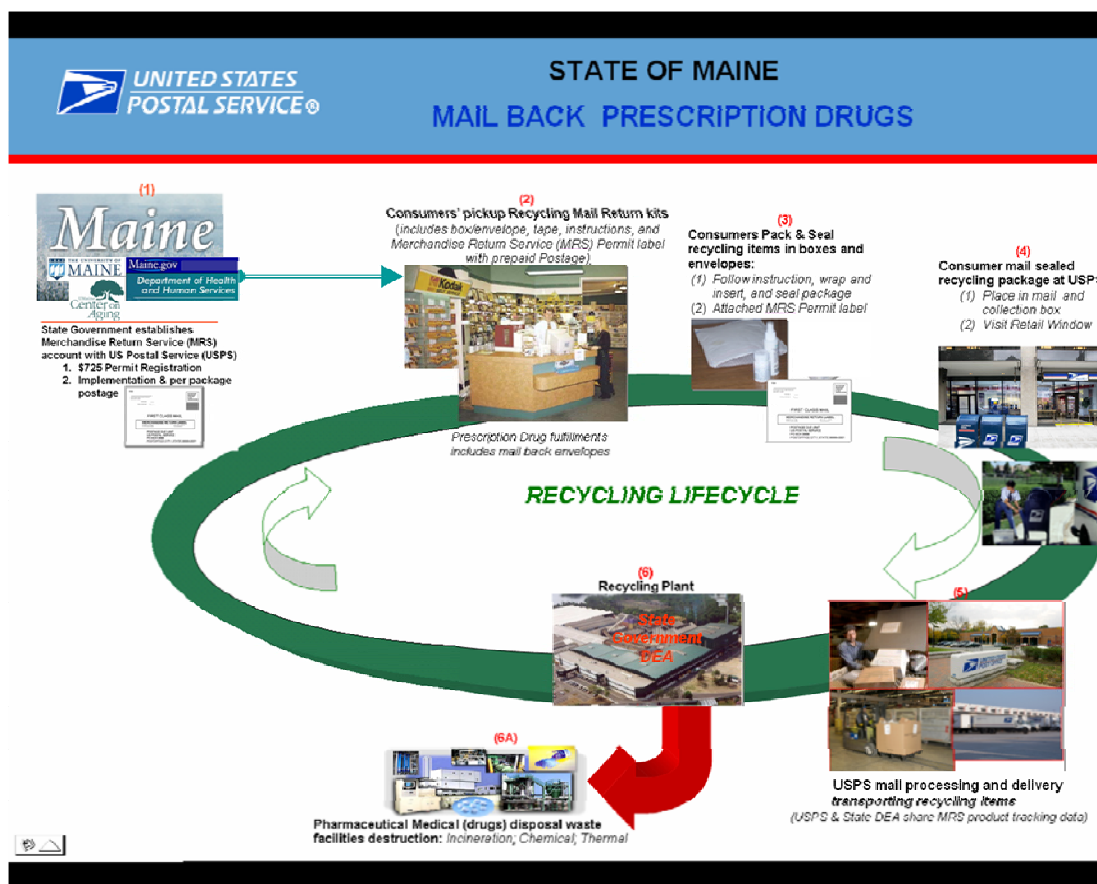 UNITED STATES
POSTAL SERVICE®
STATE OF MAINE
MAIL BACK PRESCRIPTION DRUGS
(1)
Maine
THE UNIVERSITY OF
MAINE
Maine.gov
Department of Health
and Human Services
Center on
Aging
State Government establishes
Merchandise Return Service (MRS)
account with US Postal Service (USPS)
1. $725 Permit Registration
2. Implementation & per package
postage
FIRST CLASS MAIL
(2)
Consumers' pickup Recycling Mail Return kits
(includes box/envelope, tape, instructions, and
Merchandise Return Service (MRS) Permit label
with prepaid Postage)
Kodak
Prescription Drug fulfillments
includes mail back envelopes
(3)
Consumers Pack & Seal
recycling items in boxes and
envelopes:
(1) Follow instruction, wrap and
insert, and seal package
(2) Attached MRS Permit label
FIRST CLASS MAIL
(4)
Consumer mail sealed
recycling package at USPS
(1) Place in mail and
collection box
(2) Visit Retail Window
RECYCLING LIFECYCLE
(5)
USPS mail processing and delivery
transporting recycling items
(USPS & State DEA share MRS product tracking data)
(6)
Recycling Plant
State
Government
DEA
(6A)
Pharmaceutical Medical (drugs) disposal waste
facilities destruction: Incineration; Chemical; Thermal